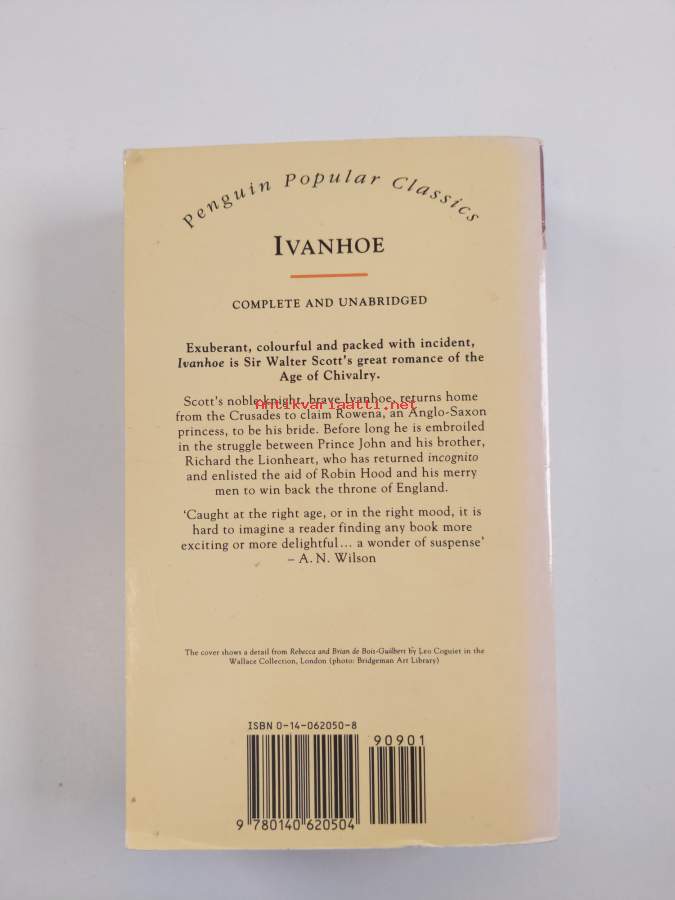 Penguin Popular Classics
IVANHOE
COMPLETE AND UNABRIDGED
Exuberant, colourful and packed with incident,
Ivanhoe is Sir Walter Scott's great romance of the
Age of Chivalry.
Scott's noble knight, brave Ivanhoe, returns home
Antikvariaatti.net
from the Crusades to claim Rowena, an Anglo-Saxon
princess, to be his bride. Before long he is embroiled
in the struggle between Prince John and his brother,
Richard the Lionheart, who has returned incognito
and enlisted the aid of Robin Hood and his merry
men to win back the throne of England.
'Caught at the right age, or in the right mood, it is
hard to imagine a reader finding any book more
exciting or more delightful... a wonder of suspense'
– A. N. Wilson
The cover shows a detail from Rebecca and Brian de Bois-Guilbert by Leo Cogniet in the
Wallace Collection, London (photo: Bridgeman Art Library)
ISBN 0-14-062050-8
90901
9 780140 620504